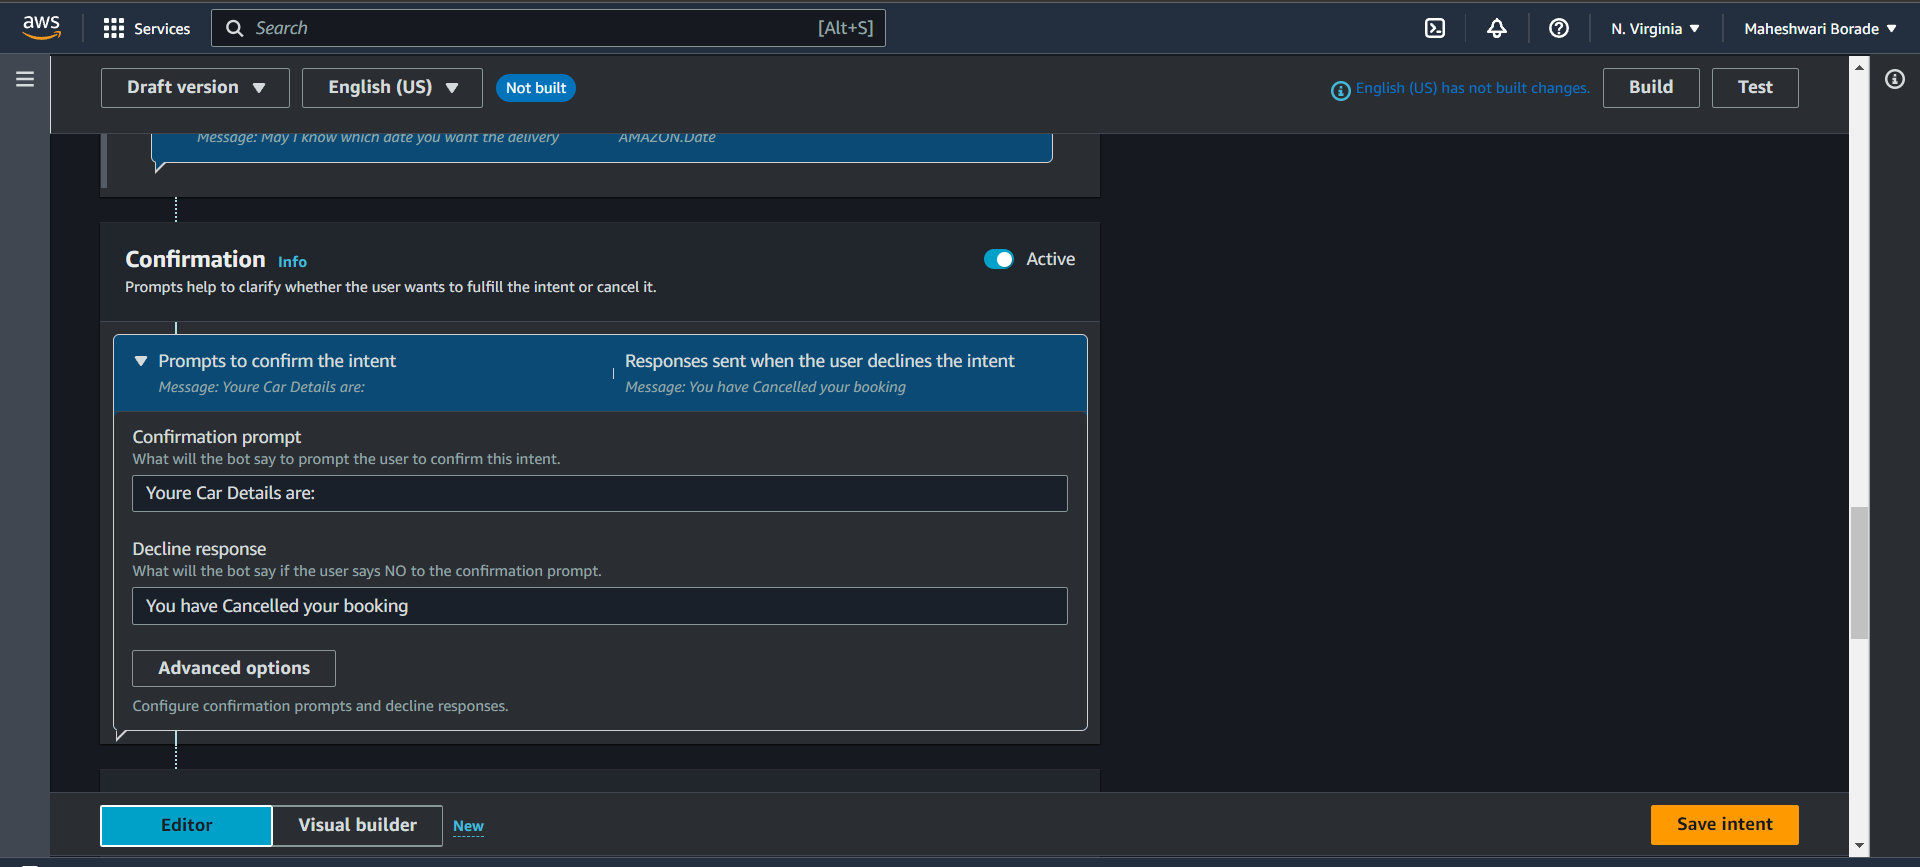 aws Services Search [Alt+S] N. Virginia Maheshwari Borade
Draft version English (US) Not built English (US) has not built changes. Build Test
Message: May I know which date you want the delivery AMAZON.Date
Confirmation Info Active
Prompts help to clarify whether the user wants to fulfill the intent or cancel it.
Prompts to confirm the intent Responses sent when the user declines the intent
Message: Youre Car Details are: Message: You have Cancelled your booking
Confirmation prompt
What will the bot say to prompt the user to confirm this intent.
Youre Car Details are:
Decline response
What will the bot say if the user says NO to the confirmation prompt.
You have Cancelled your booking
Advanced options
Configure confirmation prompts and decline responses.
Editor Visual builder New Save intent